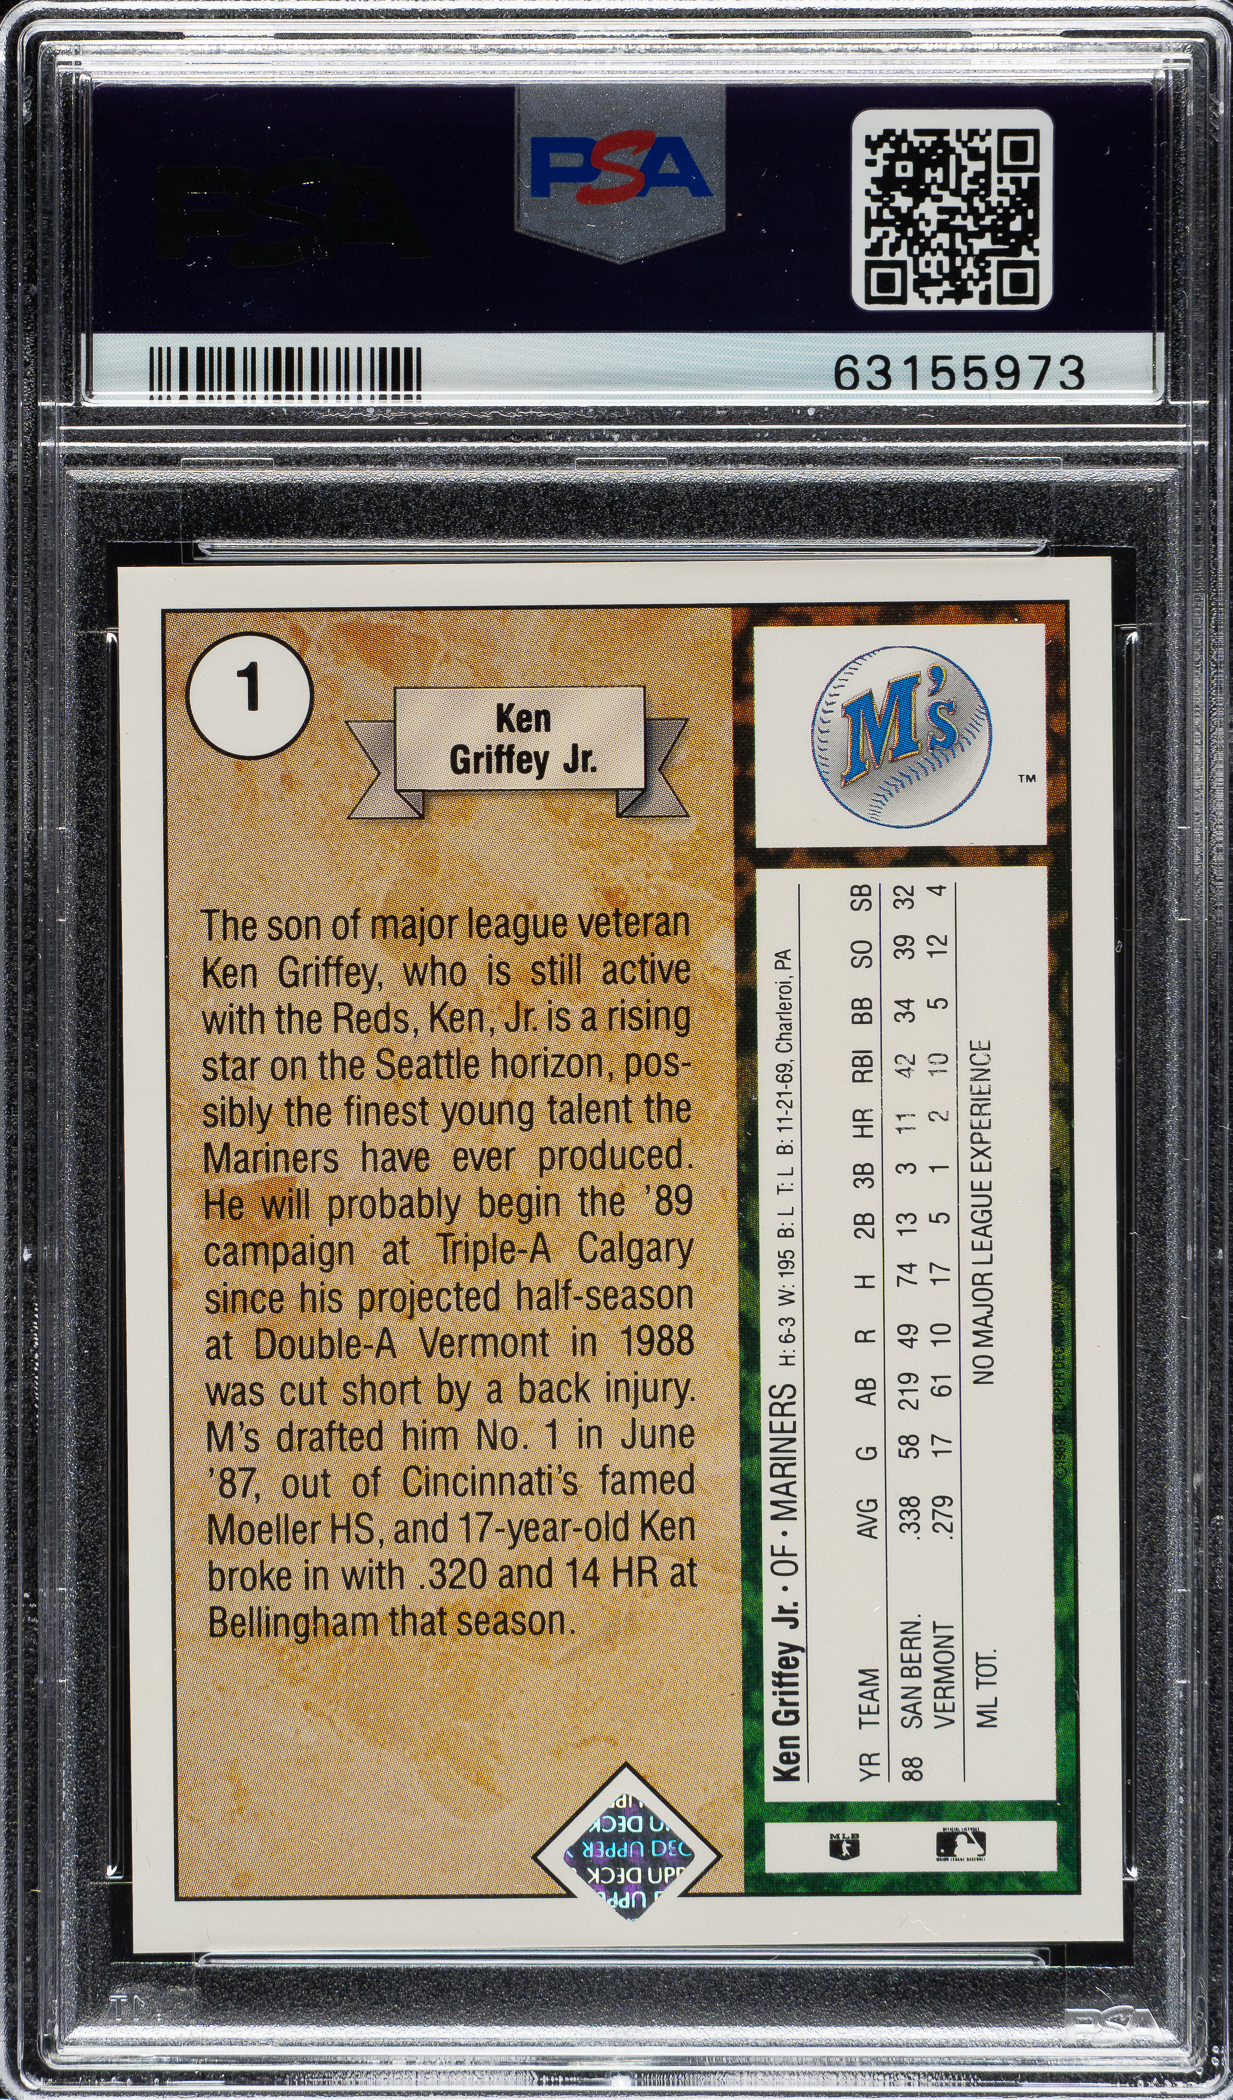 PSA
PSA
63155973
1
Ken
Griffey Jr.
The son of major league veteran
Ken Griffey, who is still active
with the Reds, Ken, Jr. is a rising
star on the Seattle horizon, pos-
sibly the finest young talent the
Mariners have ever produced.
He will probably begin the '89
campaign at Triple-A Calgary
since his projected half-season
at Double-A Vermont in 1988
was cut short by a back injury.
M's drafted him No. 1 in June
'87, out of Cincinnati's famed
Moeller HS, and 17-year-old Ken
broke in with .320 and 14 HR at
Bellingham that season.
M's
TM
Ken Griffey Jr. • OF • MARINERS H: 6-3 W: 195 B: L T: L B: 11-21-69, Charleroi, PA
YR TEAM AVG G AB R H 2B 3B HR RBI BB SO SB
88 SAN BERN. .338 58 219 49 74 13 3 11 42 34 39 32
VERMONT .279 17 61 10 17 5 1 2 10 5 12 4
ML TOT. NO MAJOR LEAGUE EXPERIENCE
DECK
UPPER DEC
DECK UPP
UPP
MLB
PSA